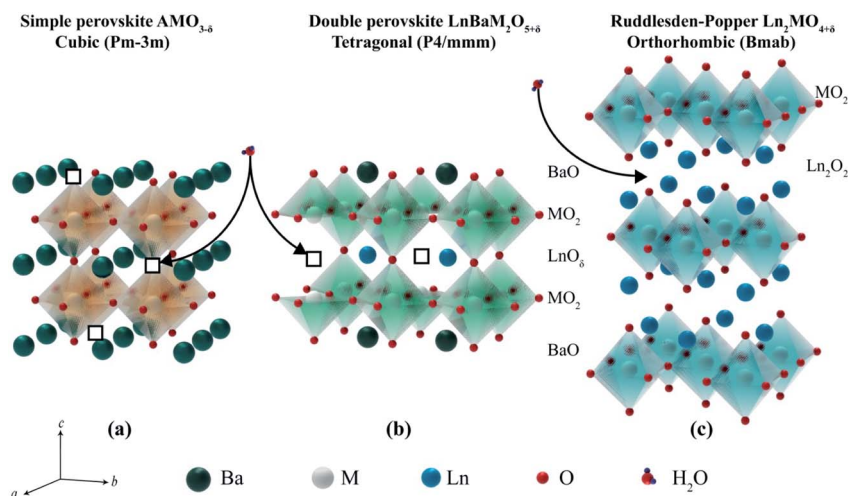 Simple perovskite AMO₃₋δ
Cubic (Pm-3m)
Double perovskite LnBaM₂O₅₊δ
Tetragonal (P4/mmm)
Ruddlesden-Popper Ln₂MO₄₊δ
Orthorhombic (Bmab)
MO₂
Ln₂O₂
BaO
MO₂
LnOδ
MO₂
BaO
(a)
(b)
(c)
c
a
b
Ba
M
Ln
O
H₂O